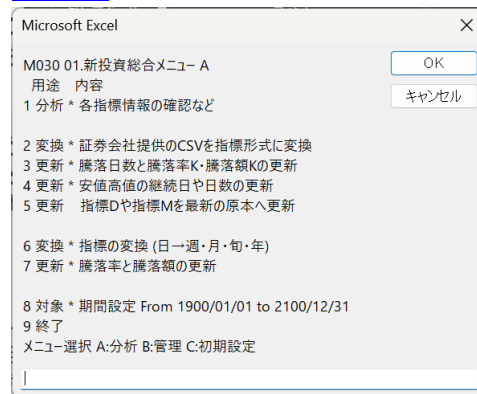 Microsoft Excel
M030 01.新投資総合メニュー A
OK
用途 内容
キャンセル
1 分析 * 各指標情報の確認など
2 変換 * 証券会社提供のCSVを指標形式に変換
3 更新 * 騰落日数と騰落率K・騰落額Kの更新
4 更新 * 安値高値の継続日や日数の更新
5 更新 指標Dや指標Mを最新の原本へ更新
6 変換 * 指標の変換 (日→週・月・旬・年)
7 更新 * 騰落率と騰落額の更新
8 対象 * 期間設定 From 1900/01/01 to 2100/12/31
9 終了
メニュー選択 A:分析 B:管理 C:初期設定